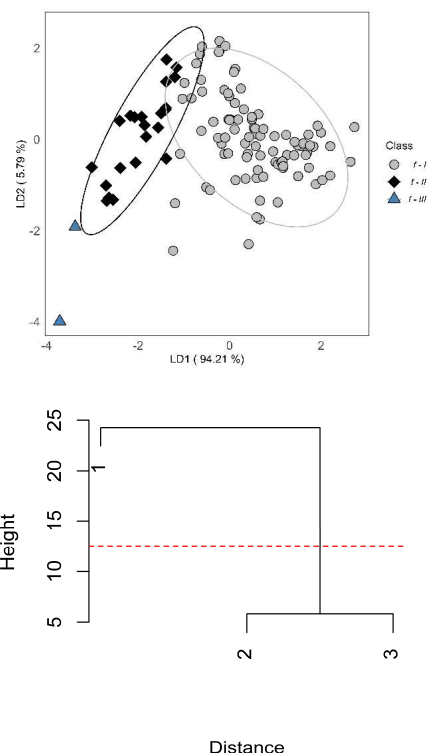 2
0
-2
-4
LD2 ( 5.79 %)
-4
-2
0
2
LD1 ( 94.21 %)
Class
f - I
f - II
f - III
25
20
15
10
5
Height
1
2
3
Distance